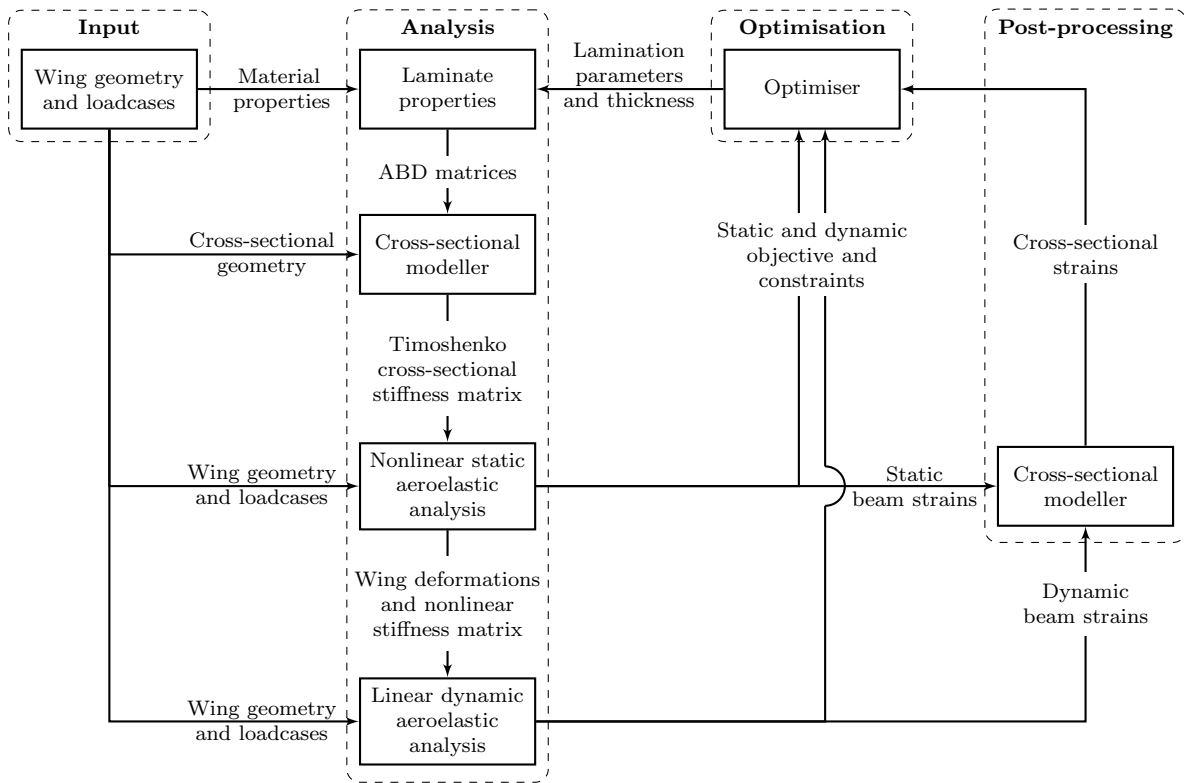 Input
Analysis
Optimisation
Post-processing
Wing geometry
and loadcases
Material
properties
Laminate
properties
Lamination
parameters
and thickness
Optimiser
ABD matrices
Cross-sectional
geometry
Cross-sectional
modeller
Static and dynamic
objective and
constraints
Cross-sectional
strains
Timoshenko
cross-sectional
stiffness matrix
Wing geometry
and loadcases
Nonlinear static
aeroelastic
analysis
Static
beam strains
Cross-sectional
modeller
Wing deformations
and nonlinear
stiffness matrix
Dynamic
beam strains
Wing geometry
and loadcases
Linear dynamic
aeroelastic
analysis